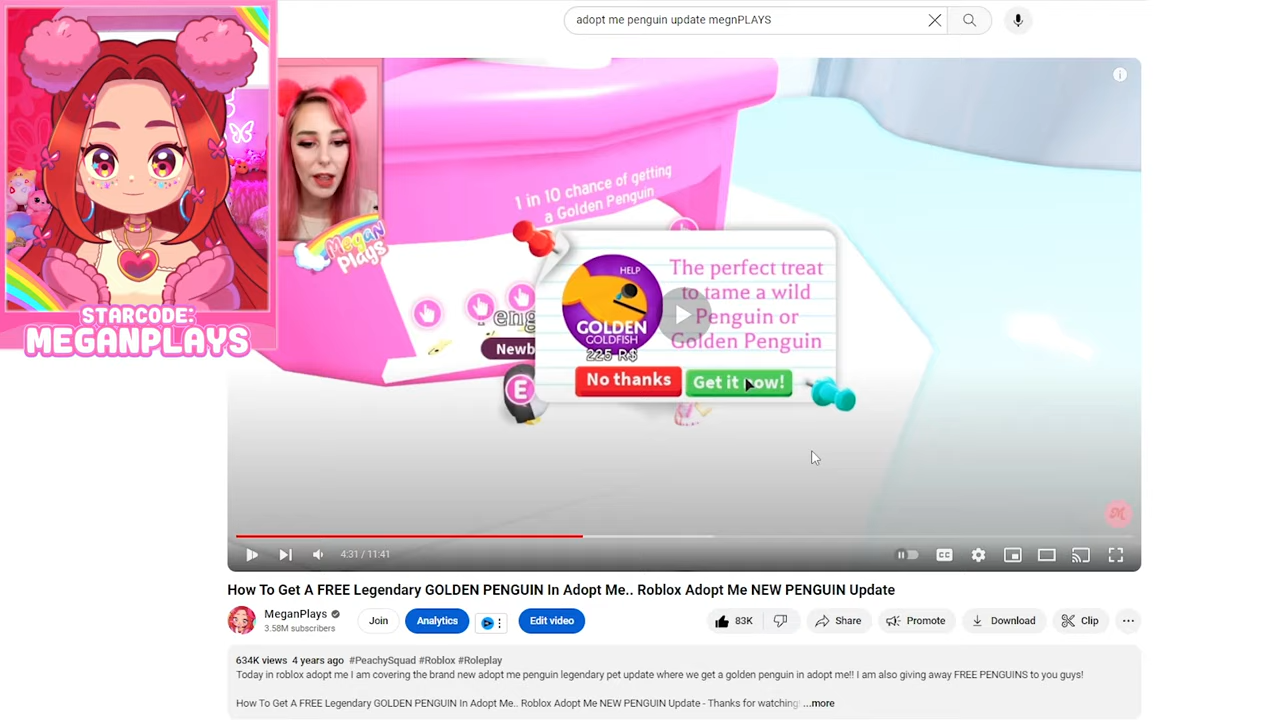 adopt me penguin update megnPLAYS
STARCODE:
MEGANPLAYS
Megan
Plays
1 in 10 chance of getting
a Golden Penguin
HELP
GOLDEN
GOLDFISH
225 R$
The perfect treat
to tame a wild
Penguin or
Golden Penguin
No thanks
Get it now!
E
4:31 / 11:41
CC
How To Get A FREE Legendary GOLDEN PENGUIN In Adopt Me.. Roblox Adopt Me NEW PENGUIN Update
MeganPlays
3.58M subscribers
Join
Analytics
Edit video
83K
Share
Promote
Download
Clip
634K views 4 years ago #PeachySquad #Roblox #Roleplay
Today in roblox adopt me I am covering the brand new adopt me penguin legendary pet update where we get a golden penguin in adopt me!! I am also giving away FREE PENGUINS to you guys!
How To Get A FREE Legendary GOLDEN PENGUIN In Adopt Me.. Roblox Adopt Me NEW PENGUIN Update - Thanks for watching! ...more